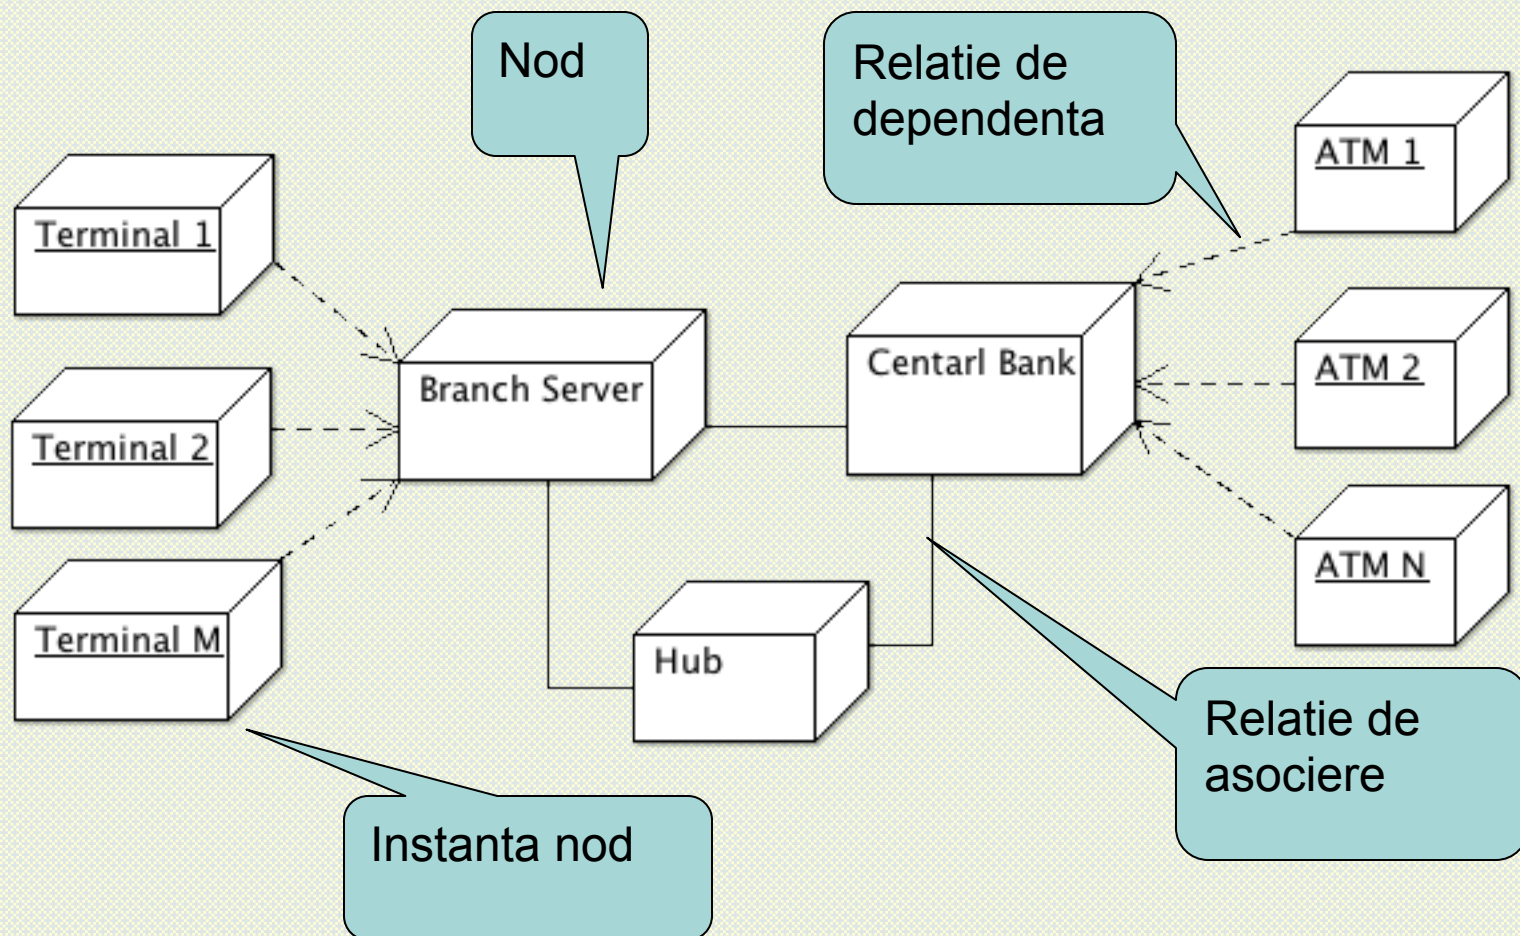 Nod
Relatie de
dependenta
ATM 1
Terminal 1
Centarl Bank
ATM 2
Branch Server
Terminal 2
ATM N
Terminal M
Hub
Relatie de
asociere
Instanta nod